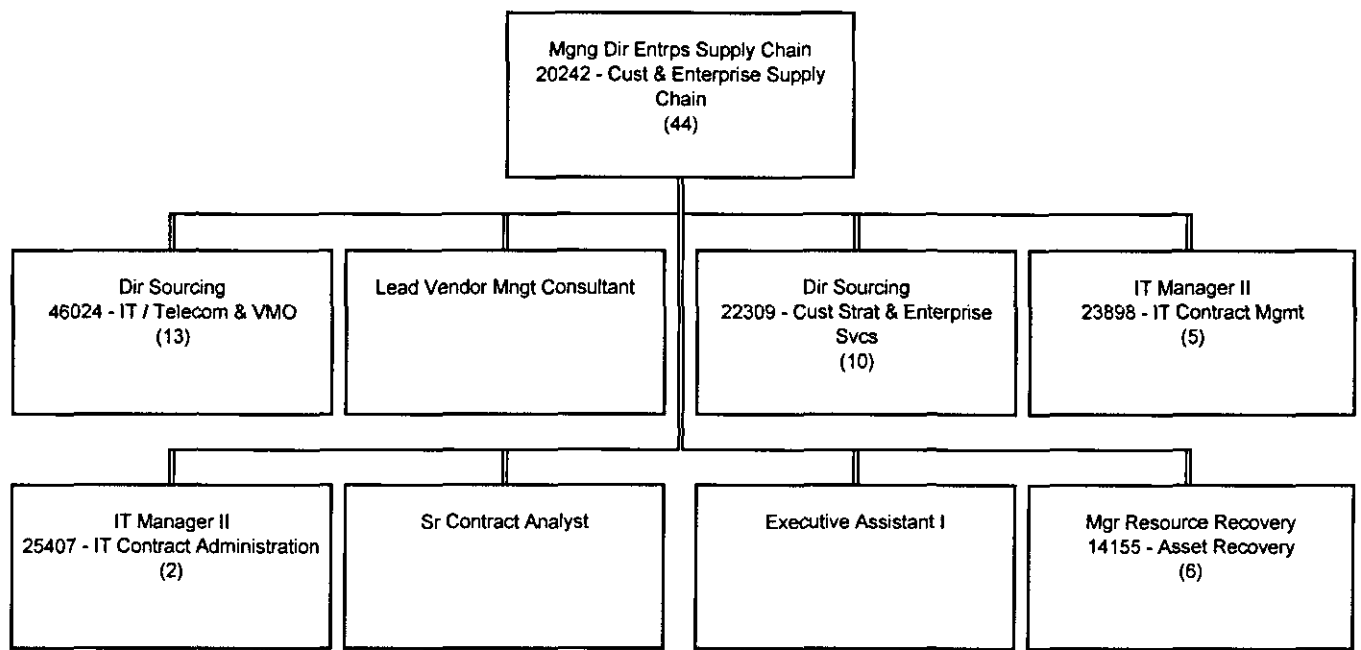 Mgng Dir Entrps Supply Chain
20242 - Cust & Enterprise Supply
Chain
(44)
Dir Sourcing
46024 - IT / Telecom & VMO
(13)
Lead Vendor Mngt Consultant
Dir Sourcing
22309 - Cust Strat & Enterprise
Svcs
(10)
IT Manager II
23898 - IT Contract Mgmt
(5)
IT Manager II
25407 - IT Contract Administration
(2)
Sr Contract Analyst
Executive Assistant I
Mgr Resource Recovery
14155 - Asset Recovery
(6)